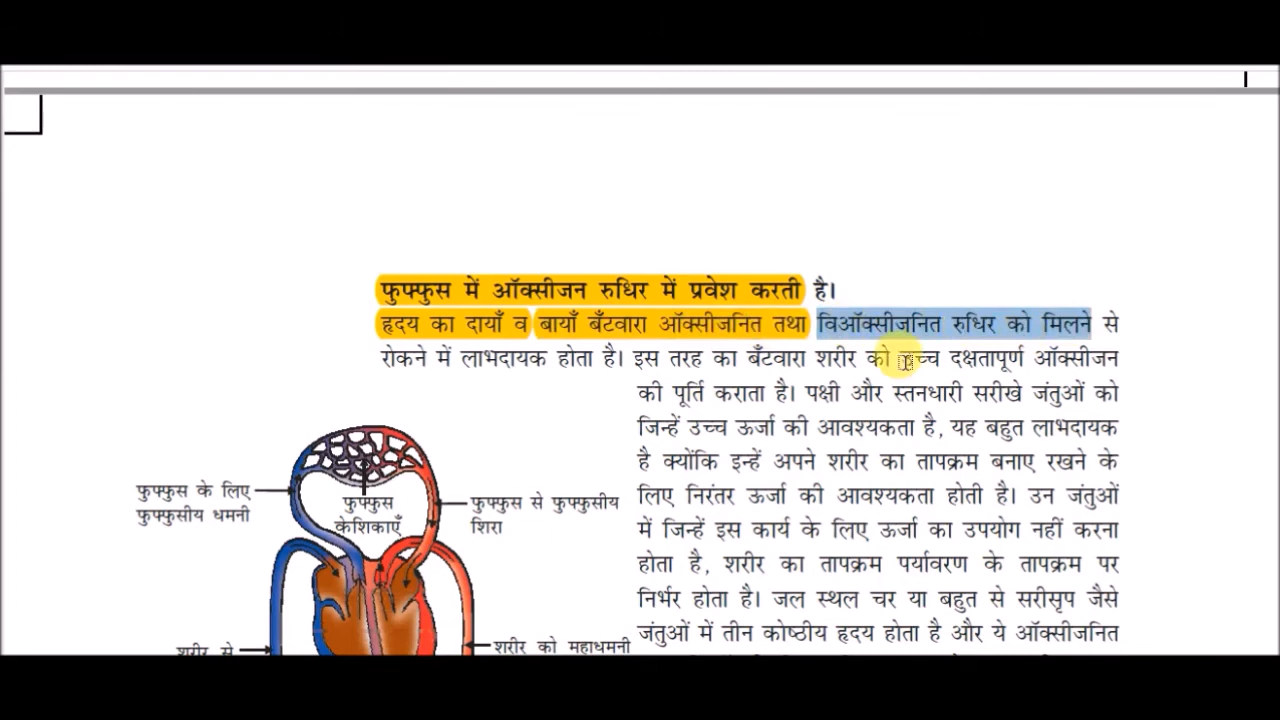 फुफ्फुस में ऑक्सीजन रुधिर में प्रवेश करती है।
हृदय का दायाँ व बायाँ बँटवारा ऑक्सीजनित तथा विऑक्सीजनित रुधिर को मिलने से
रोकने में लाभदायक होता है। इस तरह का बँटवारा शरीर को उच्च दक्षतापूर्ण ऑक्सीजन
की पूर्ति कराता है। पक्षी और स्तनधारी सरीखे जंतुओं को
जिन्हें उच्च ऊर्जा की आवश्यकता है, यह बहुत लाभदायक
है क्योंकि इन्हें अपने शरीर का तापक्रम बनाए रखने के
लिए निरंतर ऊर्जा की आवश्यकता होती है। उन जंतुओं
में जिन्हें इस कार्य के लिए ऊर्जा का उपयोग नहीं करना
होता है, शरीर का तापक्रम पर्यावरण के तापक्रम पर
निर्भर होता है। जल स्थल चर या बहुत से सरीसृप जैसे
जंतुओं में तीन कोष्ठीय हृदय होता है और ये ऑक्सीजनित
फुफ्फुस के लिए
फुफ्फुसीय धमनी
फुफ्फुस
केशिकाएँ
फुफ्फुस से फुफ्फुसीय
शिरा
शरीर से
शरीर को महाधमनी